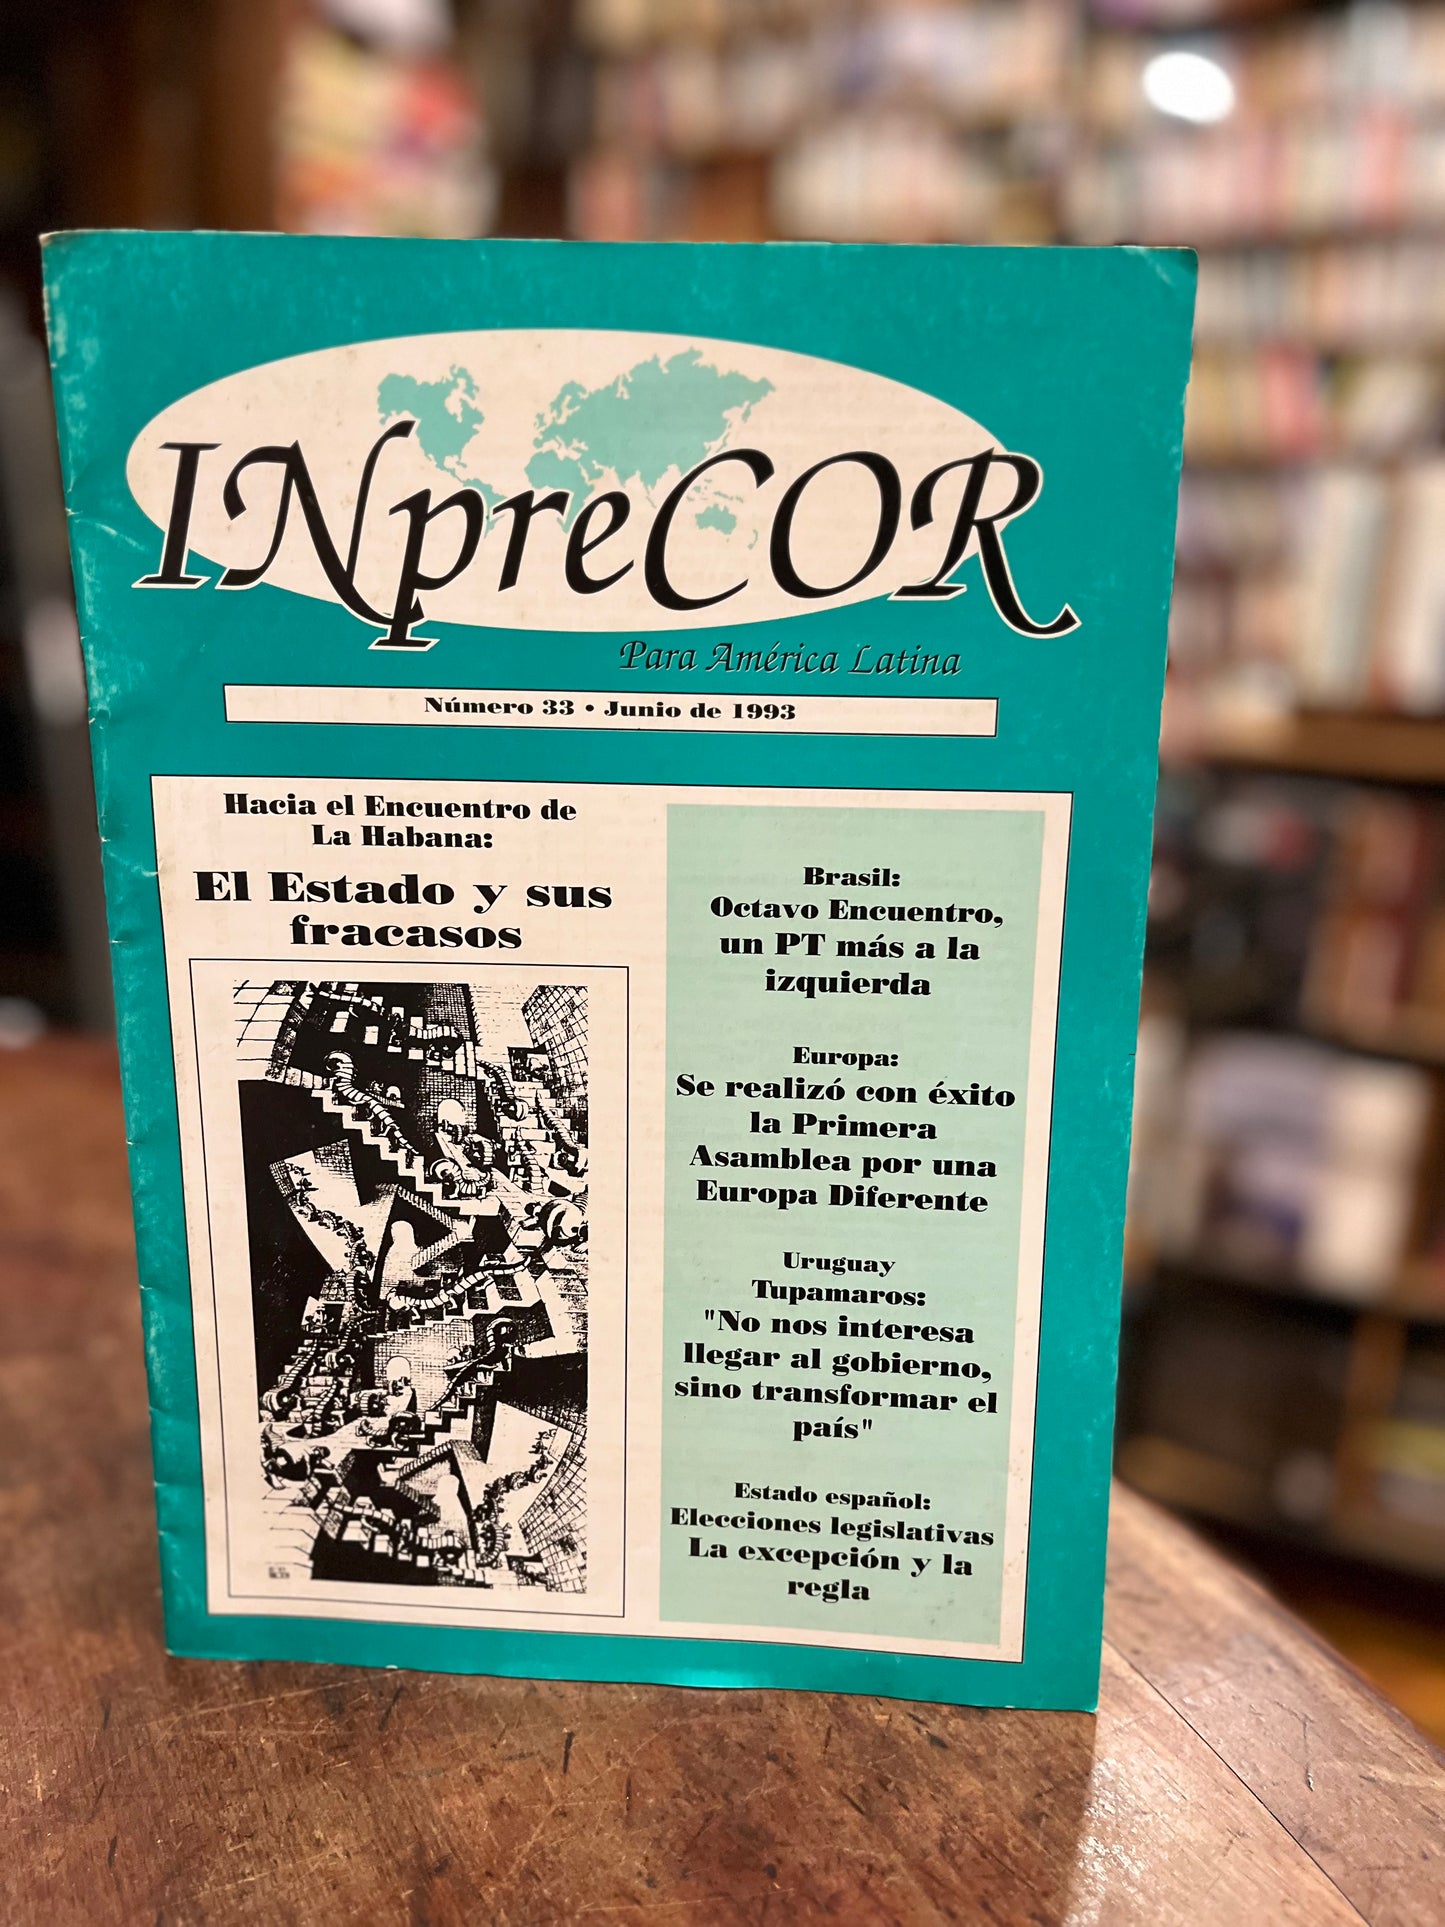 INpreCOR
Para América Latina
Número 33 • Junio de 1993
Hacia el Encuentro de
La Habana:
El Estado y sus
fracasos
Brasil:
Octavo Encuentro,
un PT más a la
izquierda
Europa:
Se realizó con éxito
la Primera
Asamblea por una
Europa Diferente
Uruguay
Tupamaros:
"No nos interesa
llegar al gobierno,
sino transformar el
país"
Estado español:
Elecciones legislativas
La excepción y la
regla